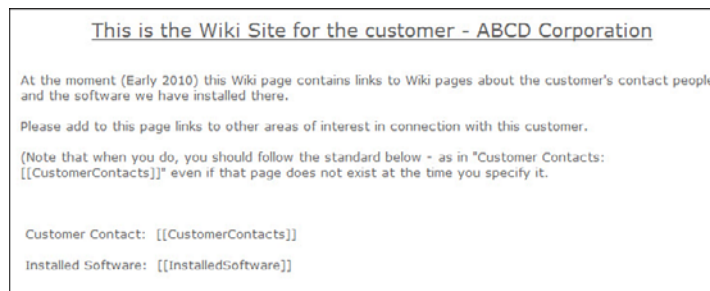 This is the Wiki Site for the customer - ABCD Corporation
At the moment (Early 2010) this Wiki page contains links to Wiki pages about the customer's contact people
and the software we have installed there.
Please add to this page links to other areas of interest in connection with this customer.
(Note that when you do, you should follow the standard below - as in "Customer Contacts:
[[CustomerContacts]]" even if that page does not exist at the time you specify it.
Customer Contact: [[CustomerContacts]]
Installed Software: [[InstalledSoftware]]